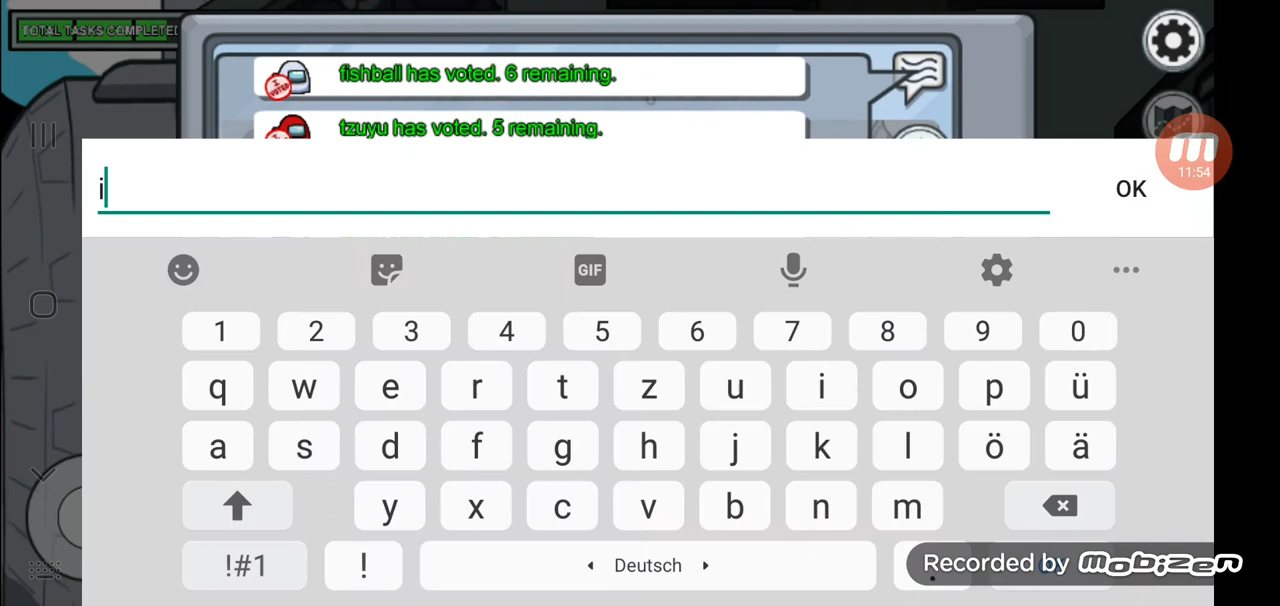 TOTAL TASKS COMPLETED
fishball has voted. 6 remaining.
I VOTED
tzuyu has voted. 5 remaining.
11:54
i
OK
GIF
1 2 3 4 5 6 7 8 9 0
q w e r t z u i o p ü
a s d f g h j k l ö ä
y x c v b n m
!#1 ! Deutsch
Recorded by mobizen